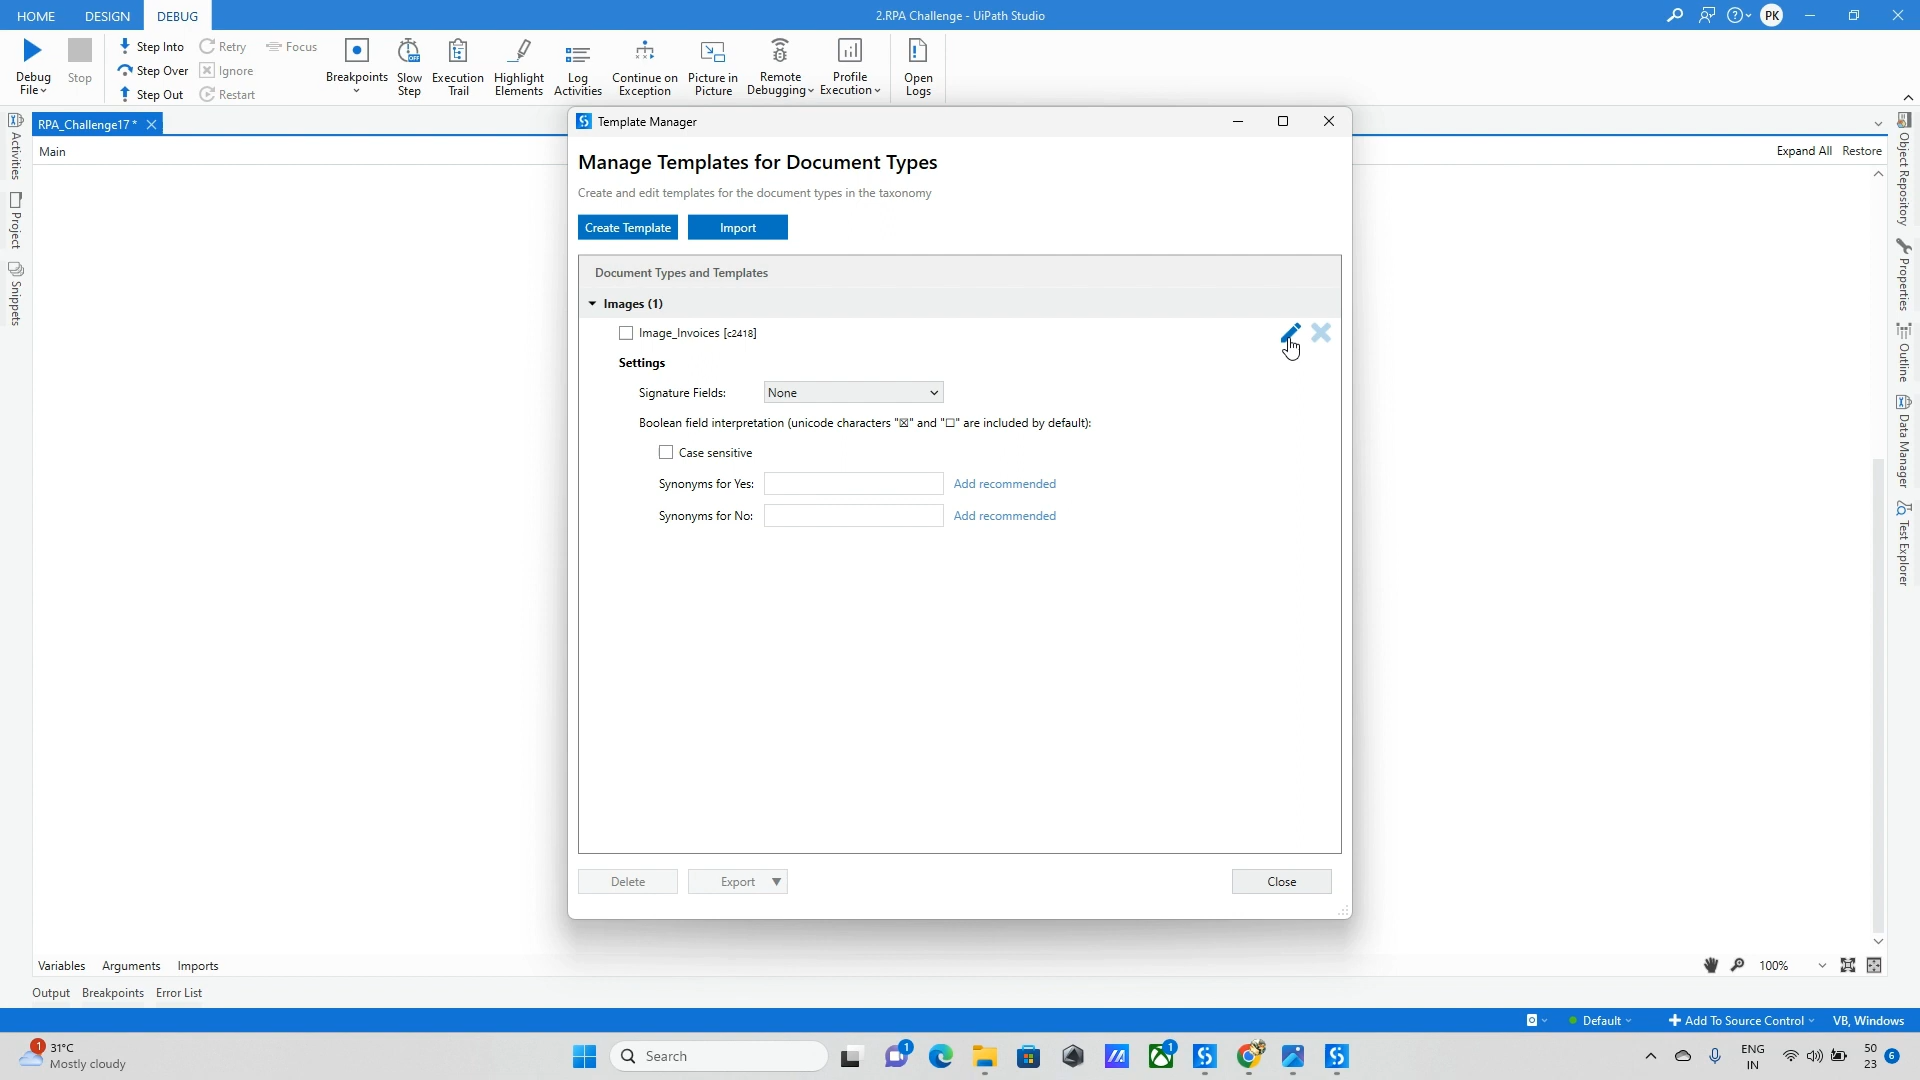 HOME DESIGN DEBUG 2.RPA Challenge - UiPath Studio PK
Debug File Stop Step Into Step Over Step Out Retry Ignore Restart Focus Breakpoints Slow Step Execution Trail Highlight Elements Log Activities Continue on Exception Picture in Picture Remote Debugging Profile Execution Open Logs
RPA_Challenge17* Template Manager
Main Expand All Restore
Activities
Project
Snippets
Manage Templates for Document Types
Create and edit templates for the document types in the taxonomy
Create Template Import
Document Types and Templates
Images (1)
Image_Invoices [c2418]
Settings
Signature Fields: None
Boolean field interpretation (unicode characters "☒" and "☐" are included by default):
Case sensitive
Synonyms for Yes: Add recommended
Synonyms for No: Add recommended
Delete Export Close
Object Repository
Properties
Outline
Data Manager
Test Explorer
Variables Arguments Imports 100%
Output Breakpoints Error List
Default Add To Source Control VB, Windows
1 31°C
Mostly cloudy
Search 1 1
ENG
IN
50
23 6